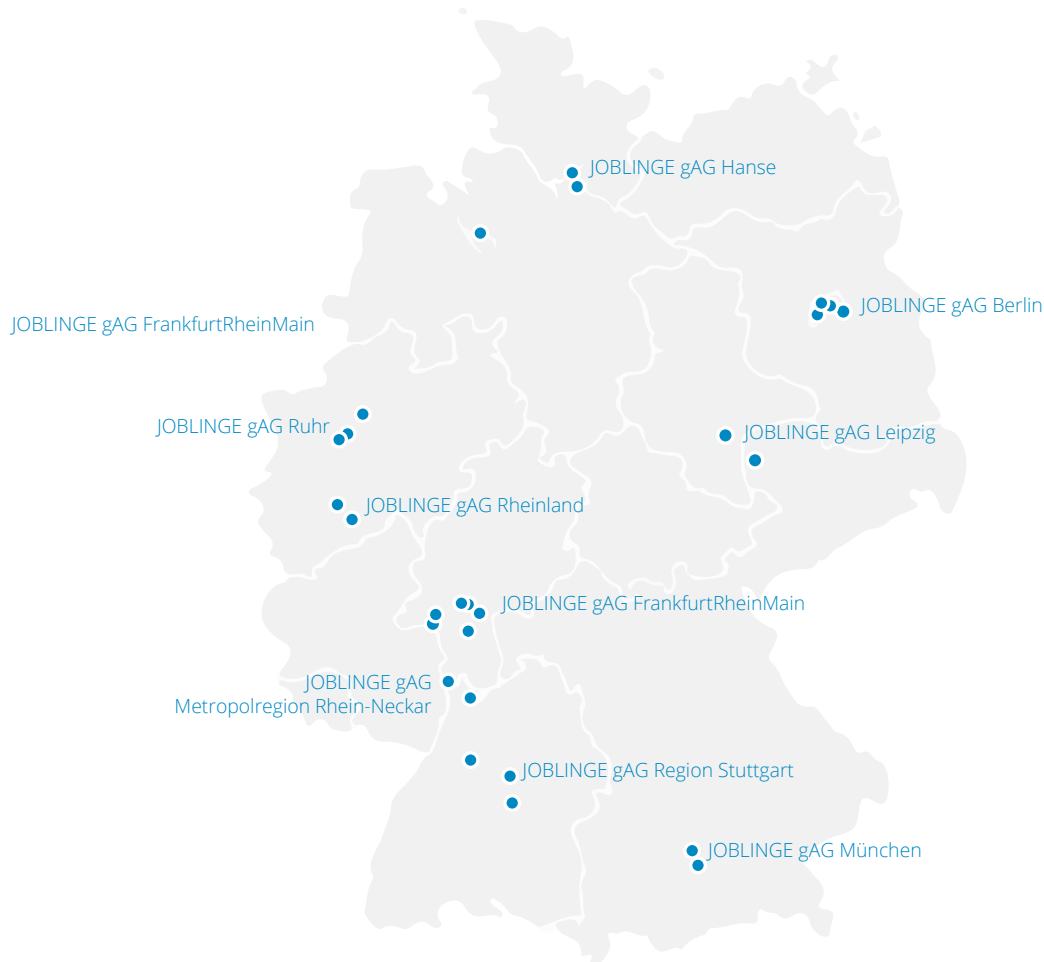 JOBLINGE gAG Hanse
JOBLINGE gAG Berlin
JOBLINGE gAG FrankfurtRheinMain
JOBLINGE gAG Ruhr
JOBLINGE gAG Leipzig
JOBLINGE gAG Rheinland
JOBLINGE gAG FrankfurtRheinMain
JOBLINGE gAG
Metropolregion Rhein-Neckar
JOBLINGE gAG Region Stuttgart
JOBLINGE gAG München